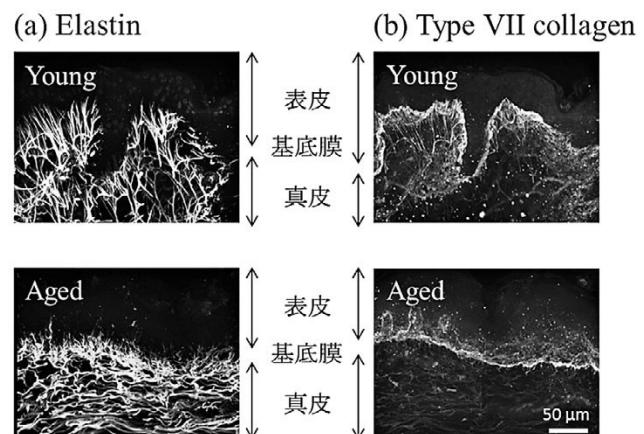 (a) Elastin
(b) Type VII collagen
Young
表皮
基底膜
真皮
Young
Aged
表皮
基底膜
真皮
Aged
50 μm